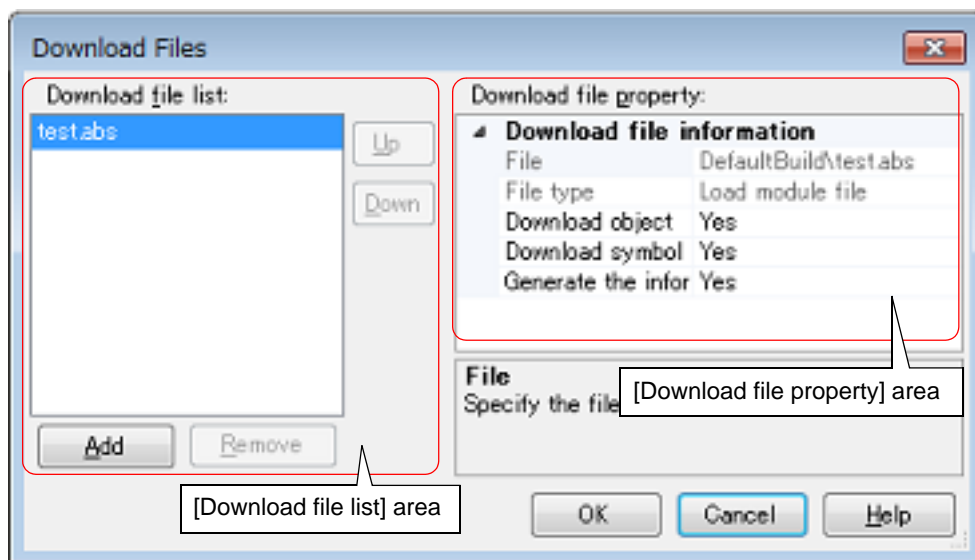 Download Files
Download file list:
test.abs
Up
Down
Add
Remove
[Download file list] area
Download file property:
Download file information
File DefaultBuild\test.abs
File type Load module file
Download object Yes
Download symbol Yes
Generate the infor Yes
[Download file property] area
File
Specify the file
OK
Cancel
Help